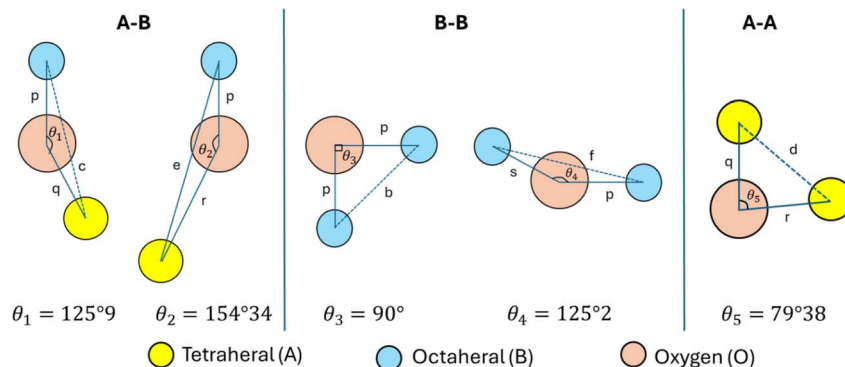 A-B
B-B
A-A
p
θ₁
c
q
p
θ₂
e
r
p
θ₃
p
b
f
θ₄
s
p
q
d
θ₅
r
θ₁ = 125°9
θ₂ = 154°34
θ₃ = 90°
θ₄ = 125°2
θ₅ = 79°38
Tetraheral (A)
Octaheral (B)
Oxygen (O)